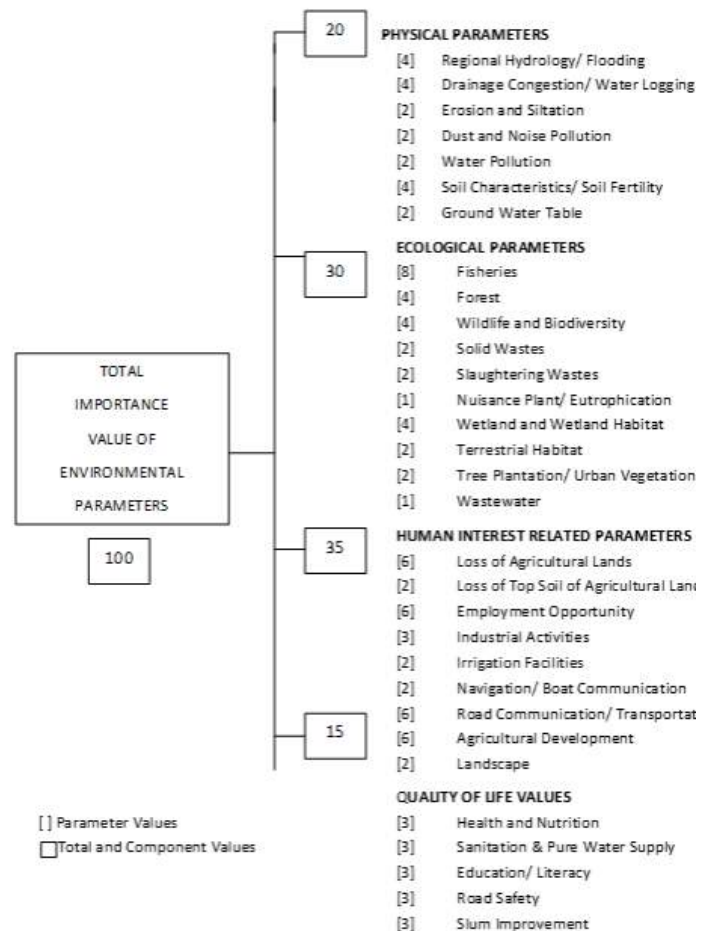 20
PHYSICAL PARAMETERS
[4] Regional Hydrology/ Flooding
[4] Drainage Congestion/ Water Logging
[2] Erosion and Siltation
[2] Dust and Noise Pollution
[2] Water Pollution
[4] Soil Characteristics/ Soil Fertility
[2] Ground Water Table
30
ECOLOGICAL PARAMETERS
[8] Fisheries
[4] Forest
[4] Wildlife and Biodiversity
[2] Solid Wastes
[2] Slaughtering Wastes
[1] Nuisance Plant/ Eutrophication
[4] Wetland and Wetland Habitat
[2] Terrestrial Habitat
[2] Tree Plantation/ Urban Vegetation
[1] Wastewater
TOTAL
IMPORTANCE
VALUE OF
ENVIRONMENTAL
PARAMETERS
100
35
HUMAN INTEREST RELATED PARAMETERS
[6] Loss of Agricultural Lands
[2] Loss of Top Soil of Agricultural Lan
[6] Employment Opportunity
[3] Industrial Activities
[2] Irrigation Facilities
[2] Navigation/ Boat Communication
[6] Road Communication/ Transportat
[6] Agricultural Development
[2] Landscape
15
QUALITY OF LIFE VALUES
[3] Health and Nutrition
[3] Sanitation & Pure Water Supply
[3] Education/ Literacy
[3] Road Safety
[3] Slum Improvement
[ ] Parameter Values
Total and Component Values